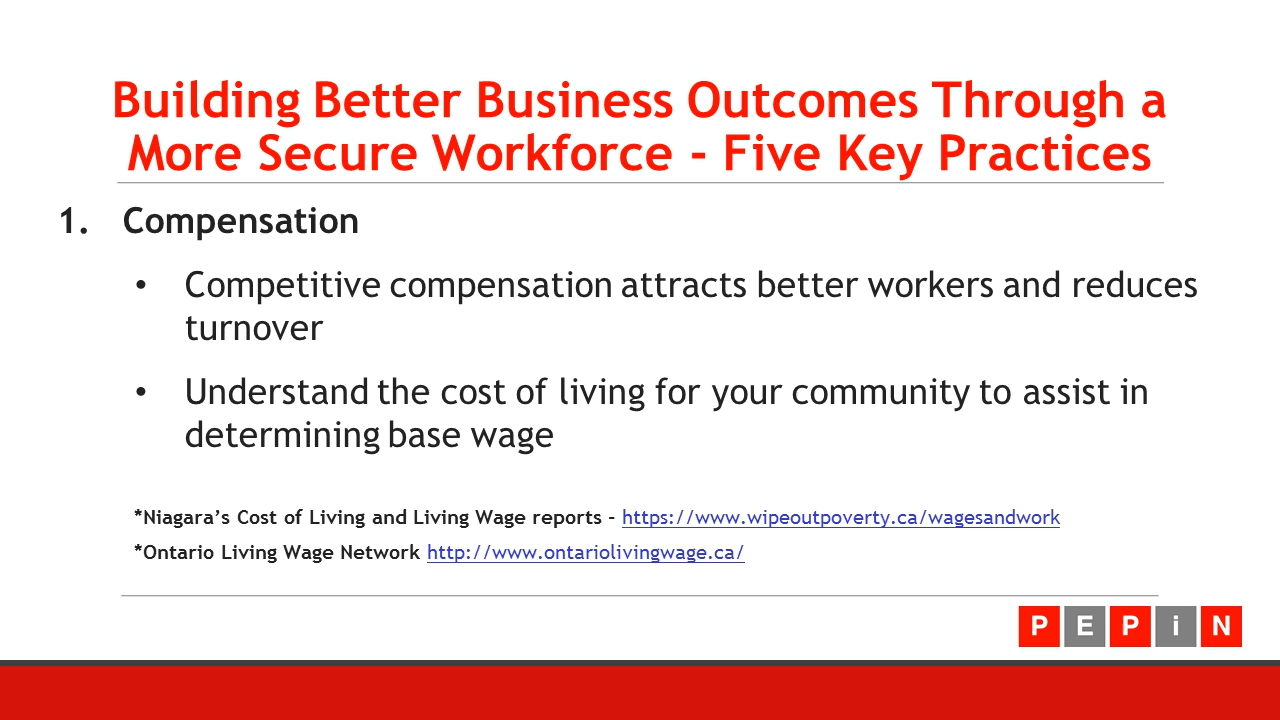 Building Better Business Outcomes Through a
More Secure Workforce - Five Key Practices
1. Compensation
• Competitive compensation attracts better workers and reduces
turnover
• Understand the cost of living for your community to assist in
determining base wage
*Niagara’s Cost of Living and Living Wage reports – https://www.wipeoutpoverty.ca/wagesandwork
*Ontario Living Wage Network http://www.ontariolivingwage.ca/
P E P i N